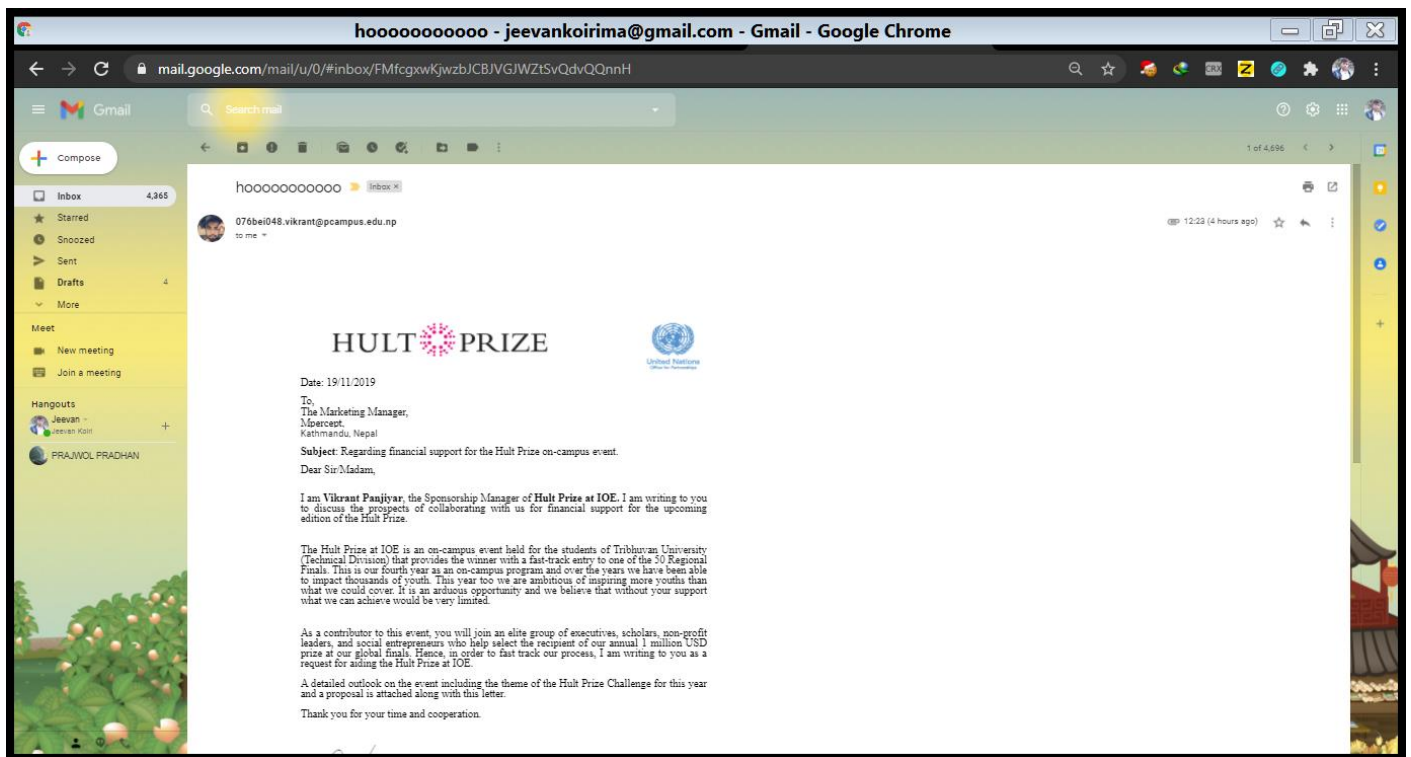 hooooooooooo - jeevankoirima@gmail.com - Gmail - Google Chrome
mail.google.com/mail/u/0/#inbox/FMfcgxwKjwzbJCBJVGJWZtSvQdvQQnnH
Gmail
Search mail
Compose
1 of 4,696
Inbox 4,365
Starred
Snoozed
Sent
Drafts 4
More
Meet
New meeting
Join a meeting
Hangouts
Jeevan
Jeevan Koiri
PRAJWOL PRADHAN
hooooooooooo Inbox ×
076bei048.vikrant@pcampus.edu.np 12:23 (4 hours ago)
to me
HULT PRIZE
United Nations
Office for Partnerships
Date: 19/11/2019
To,
The Marketing Manager,
Mpercept,
Kathmandu, Nepal
Subject: Regarding financial support for the Hult Prize on-campus event.
Dear Sir/Madam,
I am Vikrant Panjiyar, the Sponsorship Manager of Hult Prize at IOE. I am writing to you
to discuss the prospects of collaborating with us for financial support for the upcoming
edition of the Hult Prize.
The Hult Prize at IOE is an on-campus event held for the students of Tribhuvan University
(Technical Division) that provides the winner with a fast-track entry to one of the 50 Regional
Finals. This is our fourth year as an on-campus program and over the years we have been able
to impact thousands of youth. This year too we are ambitious of inspiring more youths than
what we could cover. It is an arduous opportunity and we believe that without your support
what we can achieve would be very limited.
As a contributor to this event, you will join an elite group of executives, scholars, non-profit
leaders, and social entrepreneurs who help select the recipient of our annual 1 million USD
prize at our global finals. Hence, in order to fast track our process, I am writing to you as a
request for aiding the Hult Prize at IOE.
A detailed outlook on the event including the theme of the Hult Prize Challenge for this year
and a proposal is attached along with this letter.
Thank you for your time and cooperation.